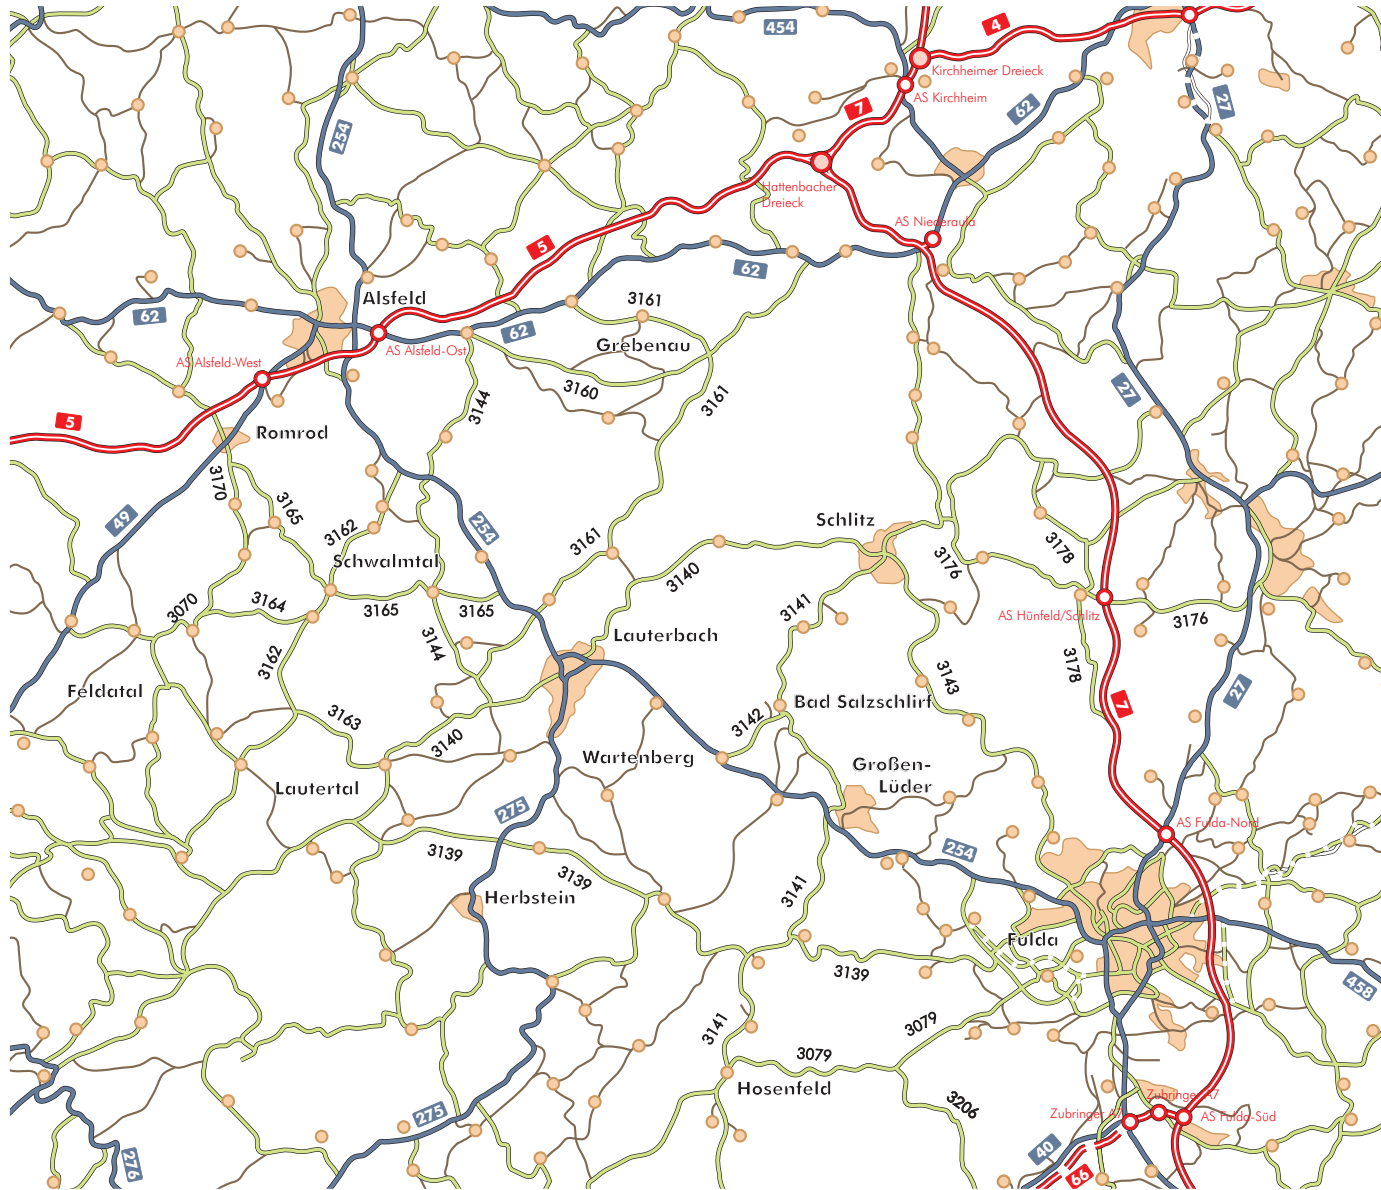 4
454
254
Kirchheimer Dreieck
AS Kirchheim
7
62
27
254
Hattenbacher
Dreieck
AS Niederaula
5
62
Alsfeld
3161
62
62
Grebenau
AS Alsfeld-Ost
AS Alsfeld-West
3160
27
3161
3144
5
Romrod
3170
3165
49
254
3162
Schlitz
3161
3178
Schwalmtal
3176
3140
3070
3164
3165
3165
3141
AS Hünfeld/Schlitz
3176
3144
Lauterbach
3162
3178
3143
Feldatal
27
Bad Salzschlirf
7
3163
3142
3140
Wartenberg
Großen-
Lüder
Lautertal
275
AS Fulda-Nord
3139
254
3139
3141
Herbstein
Fulda
3139
458
3141
3079
3079
Hosenfeld
3206
Zubringer A7
Zubringer A7
AS Fulda-Süd
275
40
276
66